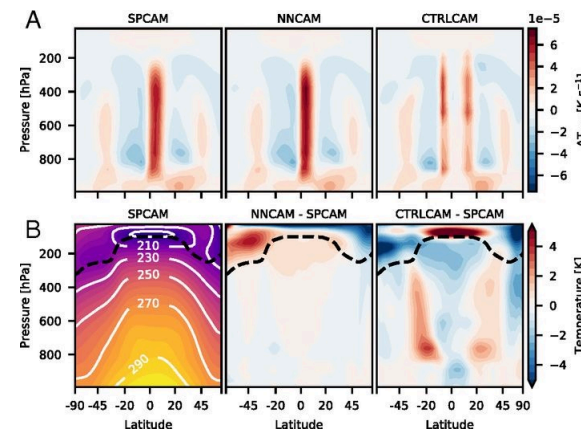 A
SPCAM NNCAM CTRLCAM
1e−5
Pressure [hPa]
200
400
600
800
6
4
2
0
−2
−4
−6
[K s⁻¹]
B
SPCAM NNCAM - SPCAM CTRLCAM - SPCAM
Pressure [hPa]
200
400
600
800
210
230
250
270
290
4
2
0
−2
−4
Temperature [K]
-90 -45 -20 0 20 45 -45 -20 0 20 45 -45 -20 0 20 45 90
Latitude Latitude Latitude